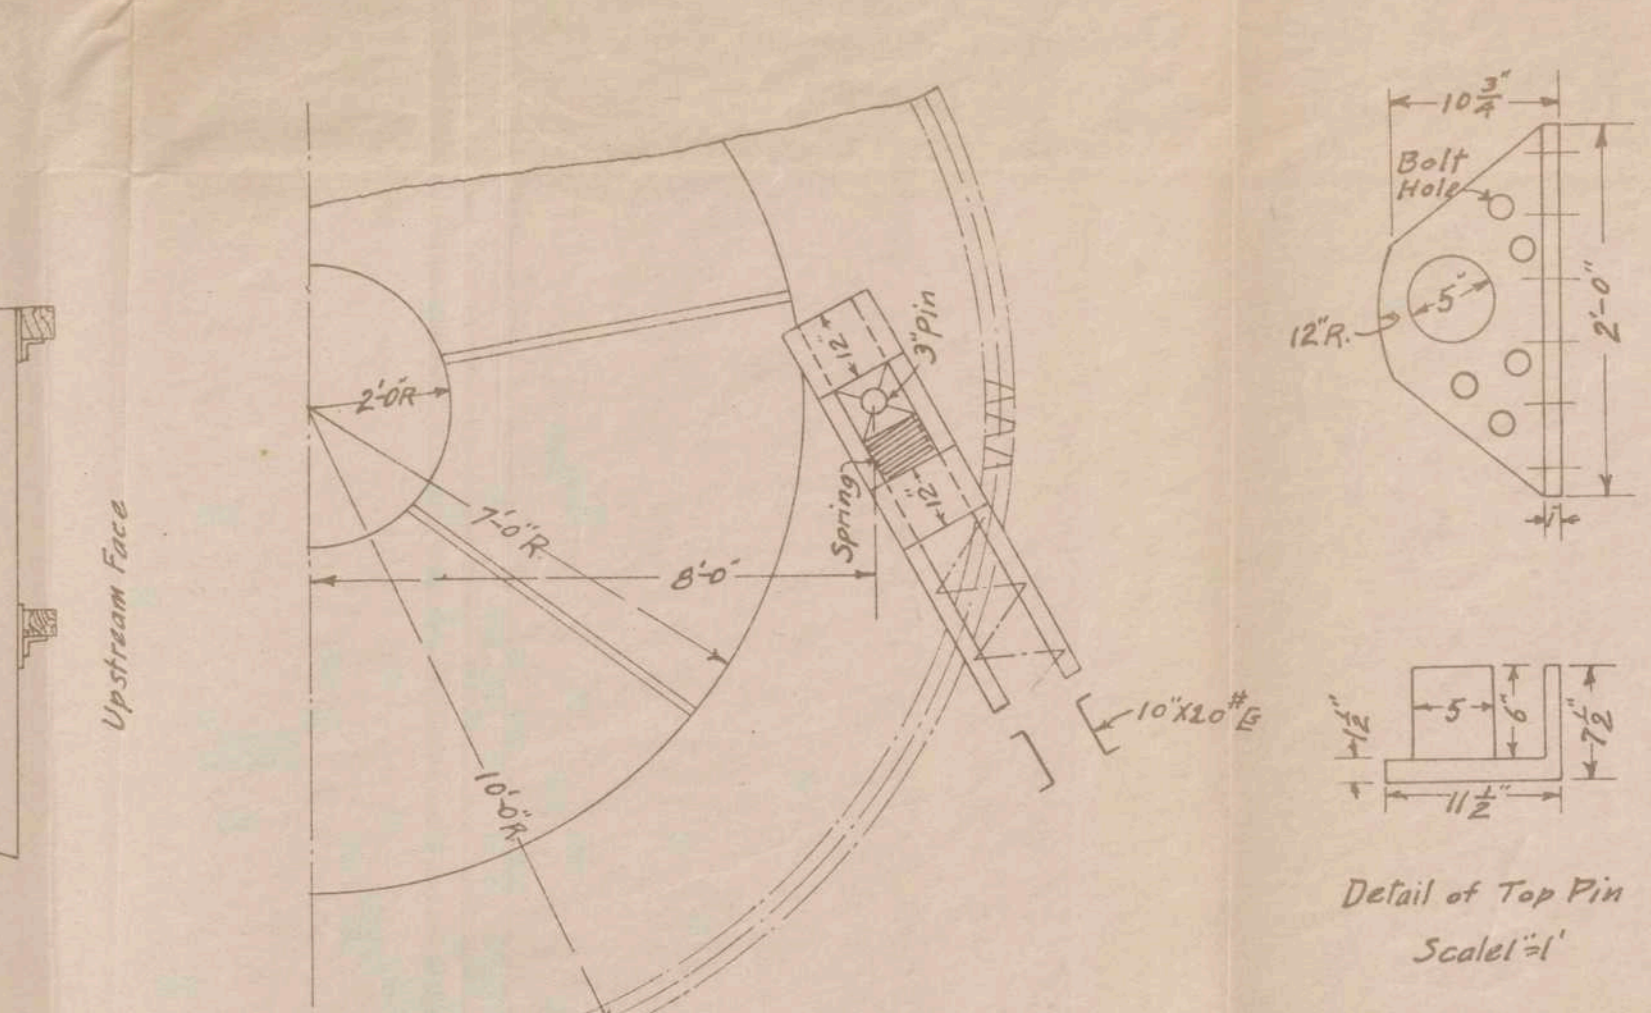 Upstream Face
2'-0"R
7'-0"R.
8'-0"
10'-0"R
12"
3"Pin
Spring
12"
10"X20#
10 3/4"
Bolt
Hole
5"
12"R.
2'-0"
1"
1 1/2"
5
6"
7 1/2"
11 1/2"
Detail of Top Pin
Scale 1"=1'